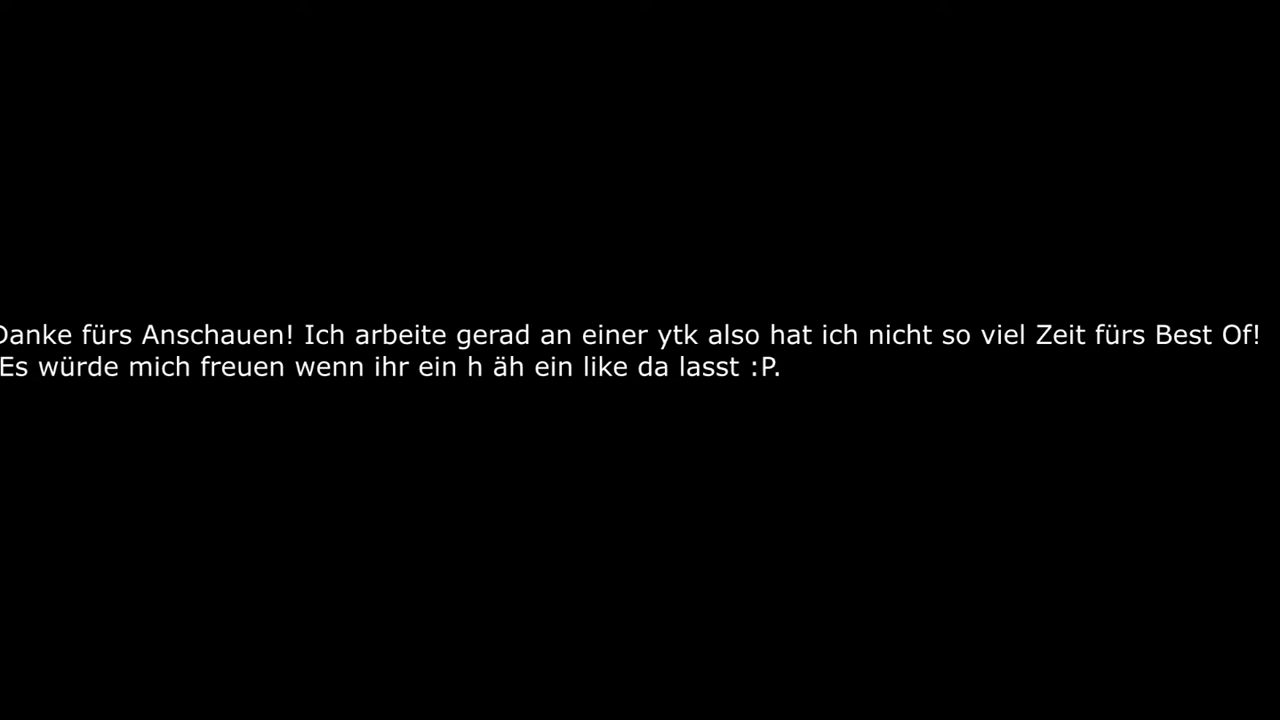 Danke fürs Anschauen! Ich arbeite gerad an einer ytk also hat ich nicht so viel Zeit fürs Best Of!
Es würde mich freuen wenn ihr ein h äh ein like da lasst :P.